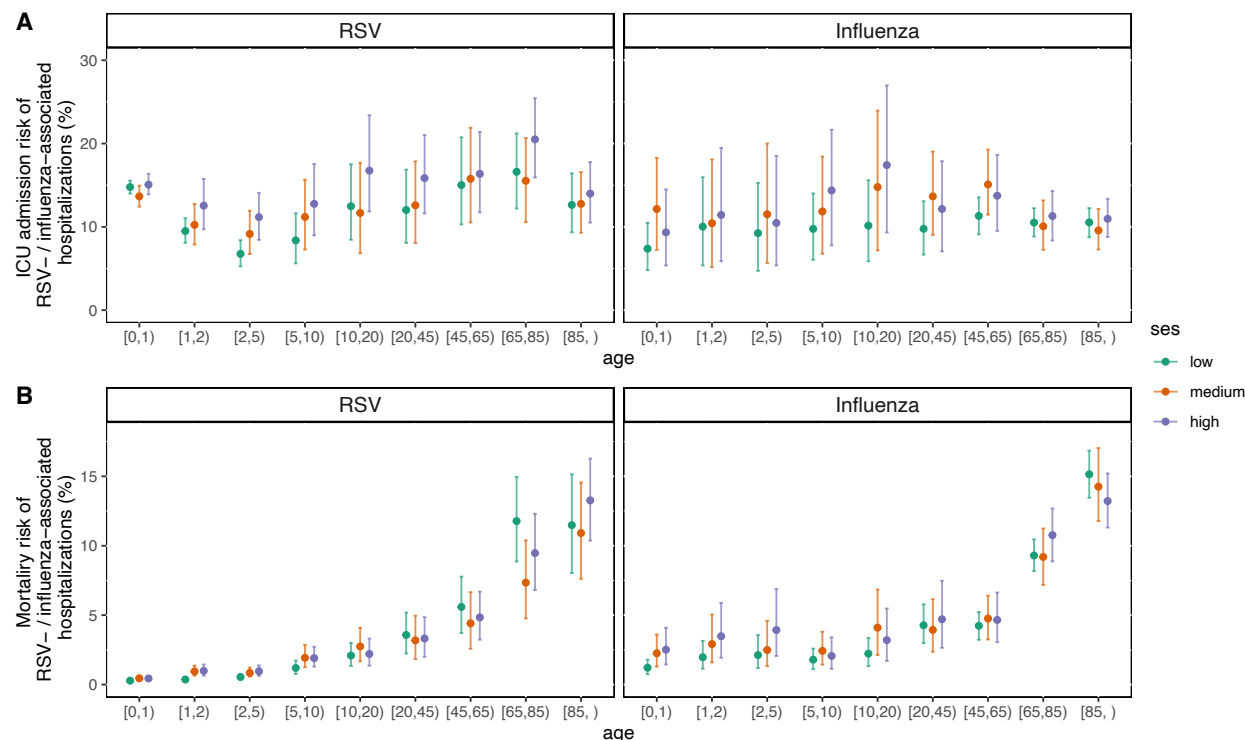 A
RSV
Influenza
ICU admission risk of
RSV− / influenza−associated
hospitalizations (%)
30
20
10
0
[0,1) [1,2) [2,5) [5,10) [10,20) [20,45) [45,65) [65,85) [85, )
[0,1) [1,2) [2,5) [5,10) [10,20) [20,45) [45,65) [65,85) [85, )
age
ses
low
medium
high
B
RSV
Influenza
Mortaliry risk of
RSV− / influenza−associated
hospitalizations (%)
15
10
5
0
[0,1) [1,2) [2,5) [5,10) [10,20) [20,45) [45,65) [65,85) [85, )
[0,1) [1,2) [2,5) [5,10) [10,20) [20,45) [45,65) [65,85) [85, )
age